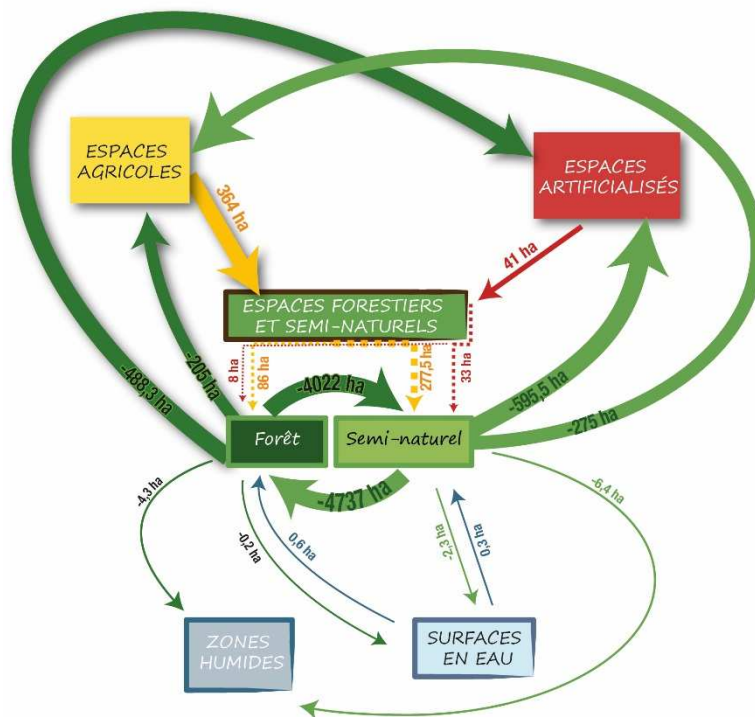 ESPACES
AGRICOLES
ESPACES
ARTIFICIALISÉS
364 ha
41 ha
ESPACES FORESTIERS
ET SEMI-NATURELS
8 ha
86 ha
277,5 ha
33 ha
-205 ha
-488,3 ha
-4022 ha
-595,5 ha
-275 ha
Forêt
Semi-naturel
-4737 ha
-4,3 ha
-0,2 ha
0,6 ha
-2,3 ha
0,3 ha
-6,4 ha
ZONES
HUMIDES
SURFACES
EN EAU